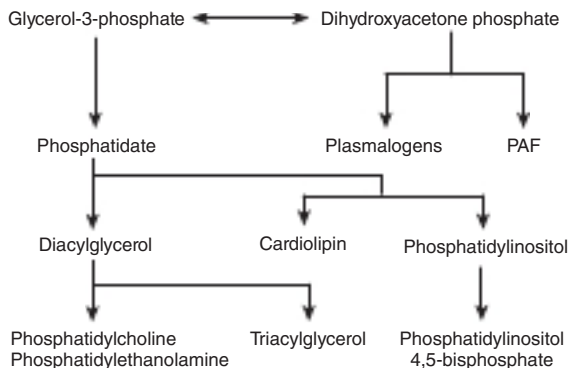 Glycerol-3-phosphate
Dihydroxyacetone phosphate
Phosphatidate
Plasmalogens
PAF
Diacylglycerol
Cardiolipin
Phosphatidylinositol
Phosphatidylcholine
Phosphatidylethanolamine
Triacylglycerol
Phosphatidylinositol
4,5-bisphosphate